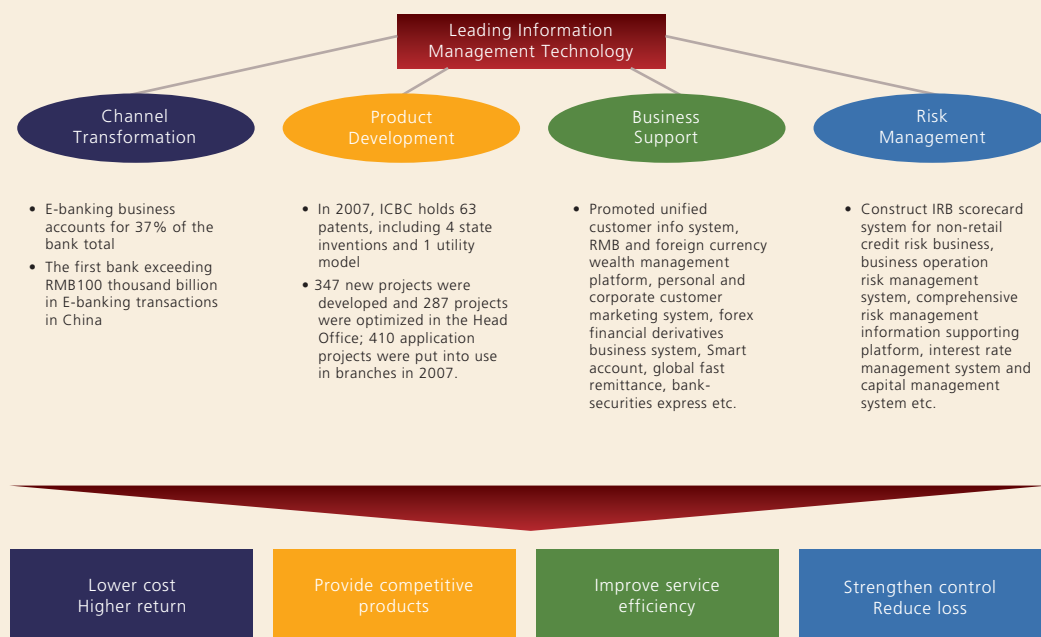 Leading Information
Management Technology
Channel
Transformation
Product
Development
Business
Support
Risk
Management
• E-banking business
accounts for 37% of the
bank total
• The first bank exceeding
RMB100 thousand billion
in E-banking transactions
in China
• In 2007, ICBC holds 63
patents, including 4 state
inventions and 1 utility
model
• 347 new projects were
developed and 287 projects
were optimized in the Head
Office; 410 application
projects were put into use
in branches in 2007.
• Promoted unified
customer info system,
RMB and foreign currency
wealth management
platform, personal and
corporate customer
marketing system, forex
financial derivatives
business system, Smart
account, global fast
remittance, bank-
securities express etc.
• Construct IRB scorecard
system for non-retail
credit risk business,
business operation
risk management
system, comprehensive
risk management
information supporting
platform, interest rate
management system and
capital management
system etc.
Lower cost
Higher return
Provide competitive
products
Improve service
efficiency
Strengthen control
Reduce loss